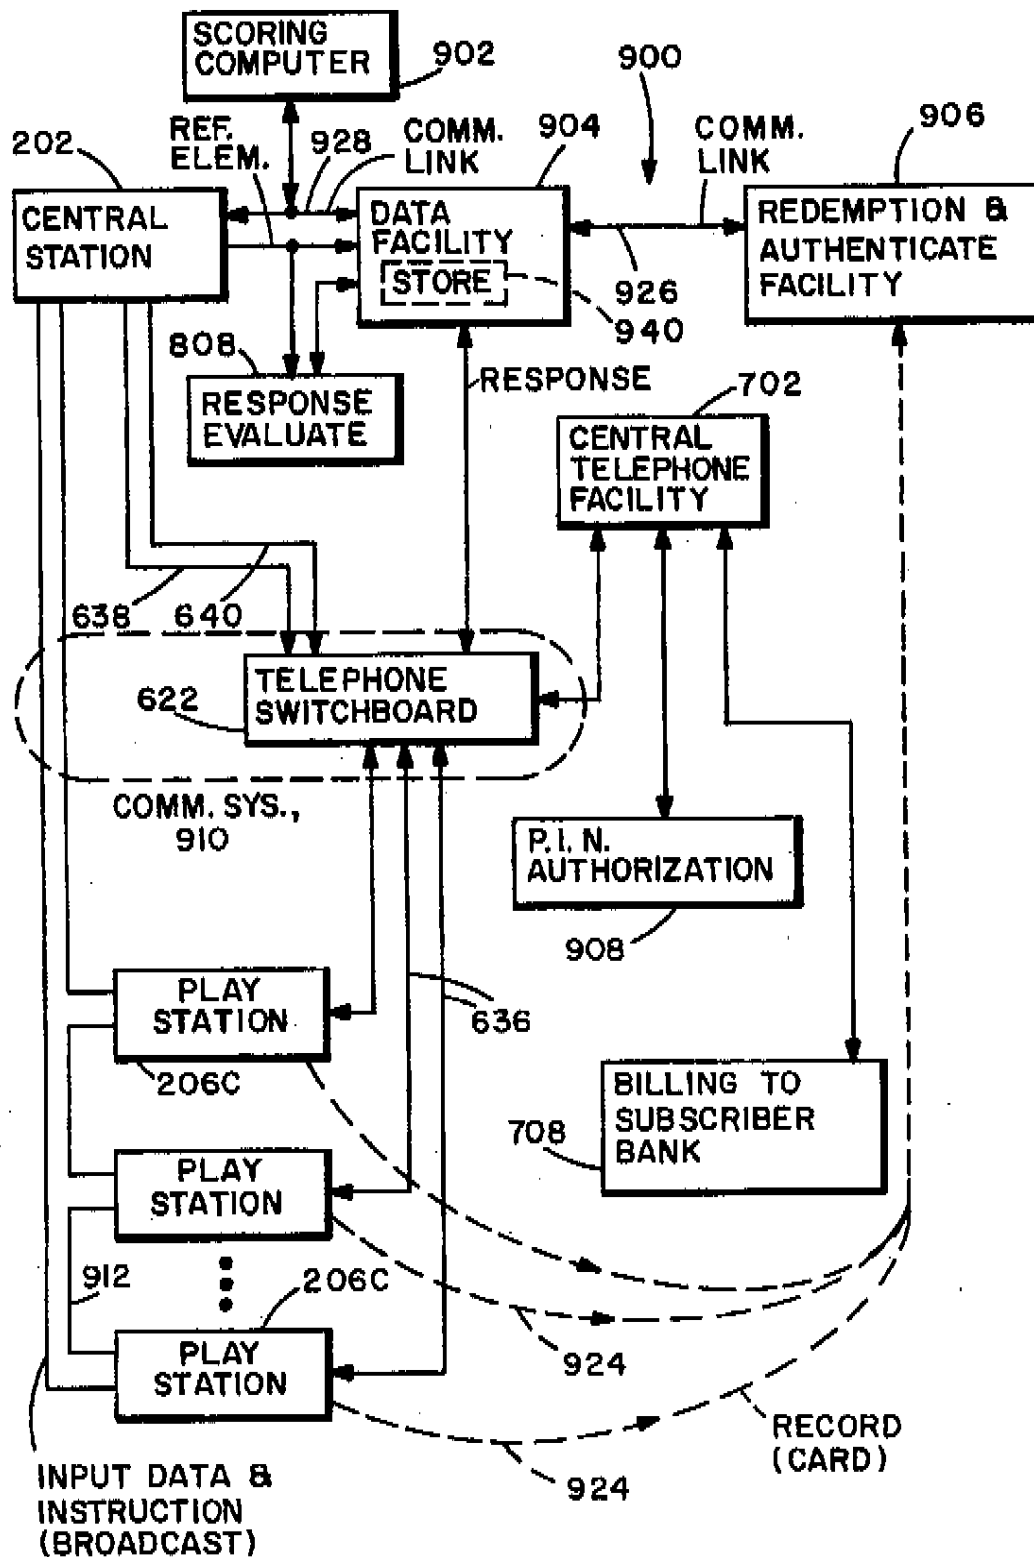 SCORING
COMPUTER
902
900
904
COMM.
LINK
906
202
REF.
ELEM.
928
COMM.
LINK
CENTRAL
STATION
DATA
FACILITY
STORE
REDEMPTION &
AUTHENTICATE
FACILITY
926
940
808
RESPONSE
EVALUATE
RESPONSE
702
CENTRAL
TELEPHONE
FACILITY
638
640
622
TELEPHONE
SWITCHBOARD
COMM. SYS.,
910
P.I.N.
AUTHORIZATION
908
PLAY
STATION
206C
636
BILLING TO
SUBSCRIBER
BANK
708
PLAY
STATION
912
206C
PLAY
STATION
924
924
RECORD
(CARD)
INPUT DATA &
INSTRUCTION
(BROADCAST)